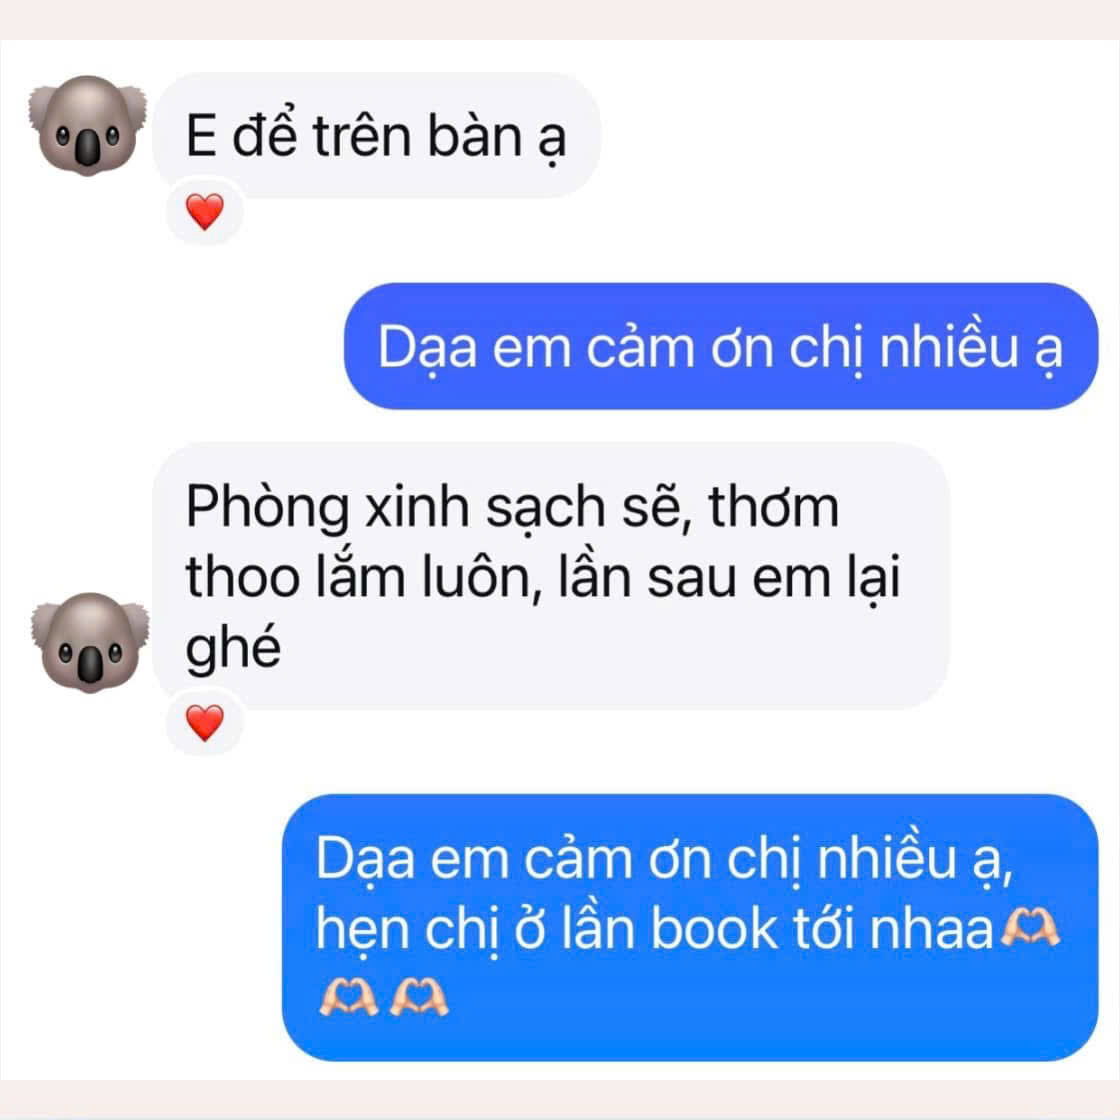 E để trên bàn ạ
Dạa em cảm ơn chị nhiều ạ
Phòng xinh sạch sẽ, thơm
thoo lắm luôn, lần sau em lại
ghé
Dạa em cảm ơn chị nhiều ạ,
hẹn chị ở lần book tới nhaa🫶🏻
🫶🏻🫶🏻